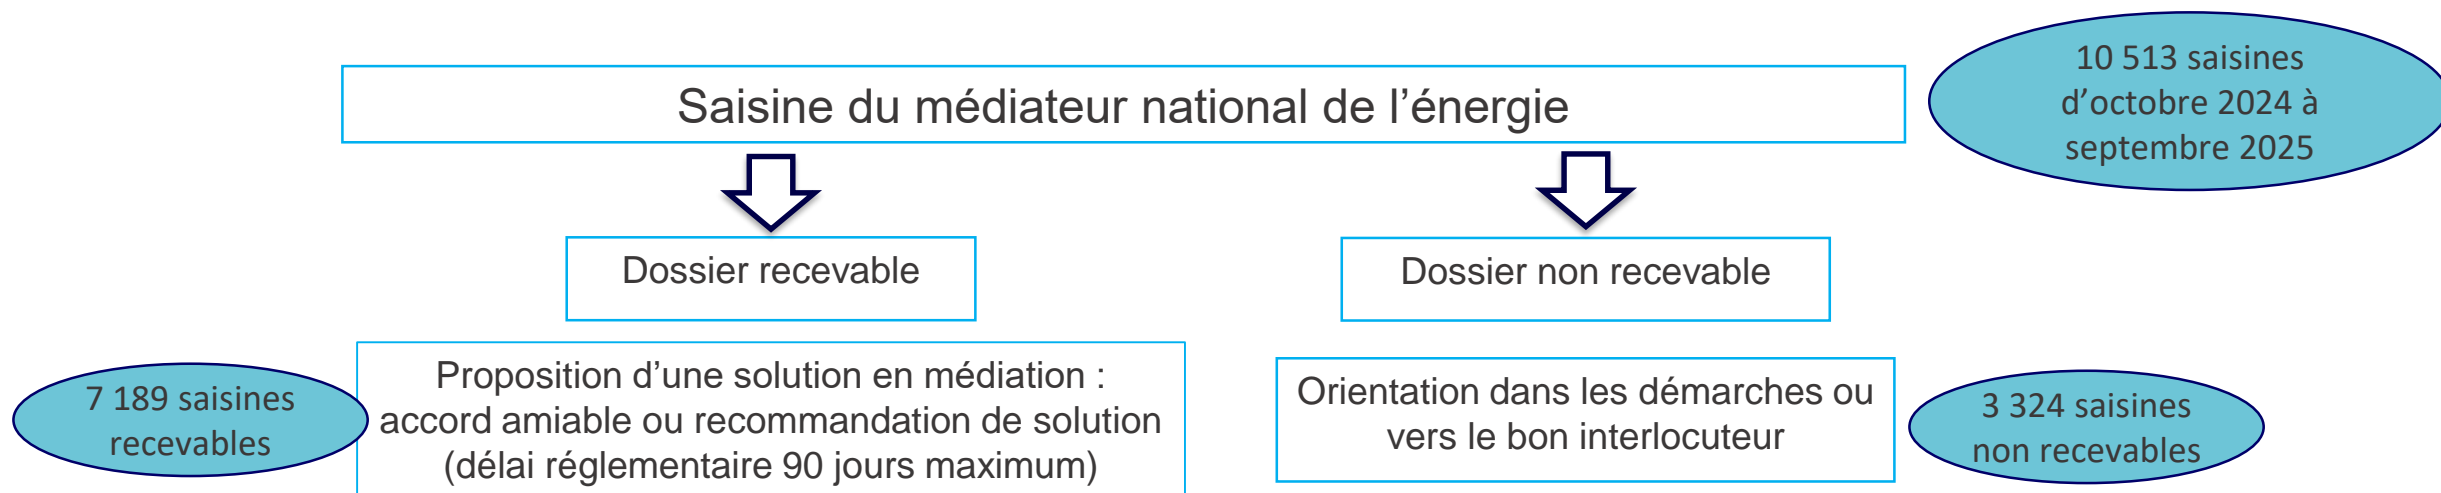 Saisine du médiateur national de l’énergie
10 513 saisines
d’octobre 2024 à
septembre 2025
Dossier recevable
Dossier non recevable
7 189 saisines
recevables
Proposition d’une solution en médiation :
accord amiable ou recommandation de solution
(délai réglementaire 90 jours maximum)
Orientation dans les démarches ou
vers le bon interlocuteur
3 324 saisines
non recevables